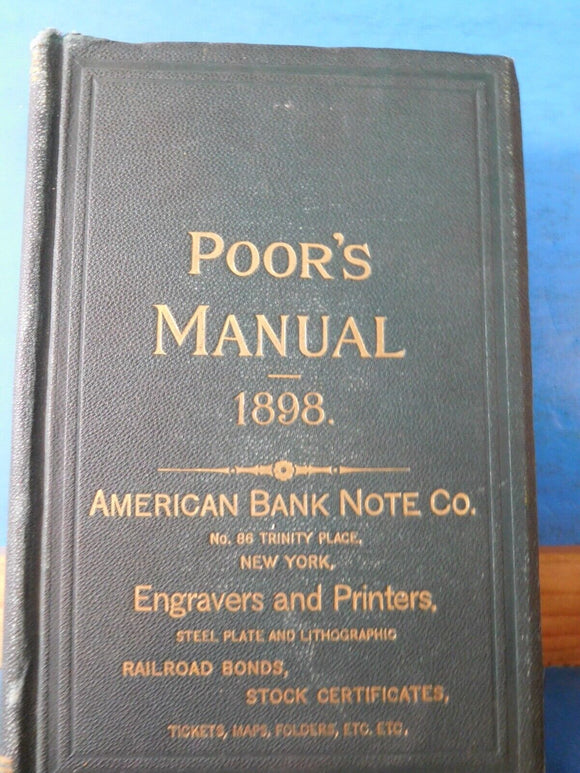 POOR'S
MANUAL
1898.
AMERICAN BANK NOTE CO.
No. 86 TRINITY PLACE,
NEW YORK,
Engravers and Printers,
STEEL PLATE AND LITHOGRAPHIC
RAILROAD BONDS,
STOCK CERTIFICATES,
TICKETS, MAPS, FOLDERS, ETC. ETC.